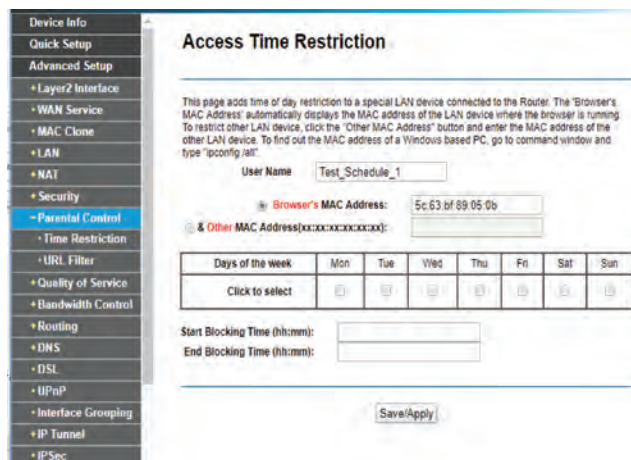 Device Info
Quick Setup
Advanced Setup
+Layer2 Interface
+WAN Service
+MAC Clone
+LAN
+NAT
+Security
-Parental Control
•Time Restriction
•URL Filter
+Quality of Service
+Bandwidth Control
+Routing
+DNS
•DSL
•UPnP
•Interface Grouping
+IP Tunnel
•IPSec
Access Time Restriction
This page adds time of day restriction to a special LAN device connected to the Router. The 'Browser's
MAC Address' automatically displays the MAC address of the LAN device where the browser is running.
To restrict other LAN device, click the "Other MAC Address" button and enter the MAC address of the
other LAN device. To find out the MAC address of a Windows based PC, go to command window and
type "ipconfig /all".
User Name Test_Schedule_1
Browser's MAC Address: 5c:63:bf:89:05:0b
& Other MAC Address(xx:xx:xx:xx:xx:xx):
Days of the week Mon Tue Wed Thu Fri Sat Sun
Click to select
Start Blocking Time (hh:mm):
End Blocking Time (hh:mm):
Save/Apply